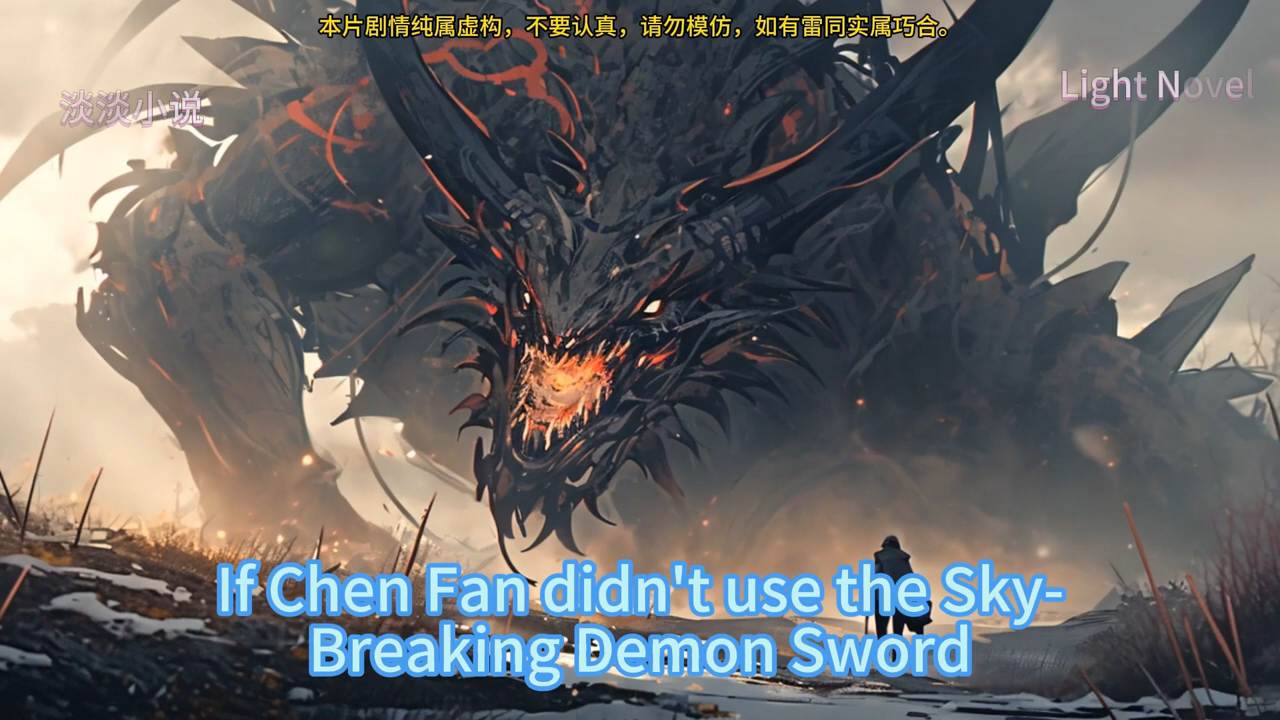 本片剧情纯属虚构，不要认真，请勿模仿，如有雷同实属巧合。
淡淡小说
Light Novel
If Chen Fan didn't use the Sky-
Breaking Demon Sword